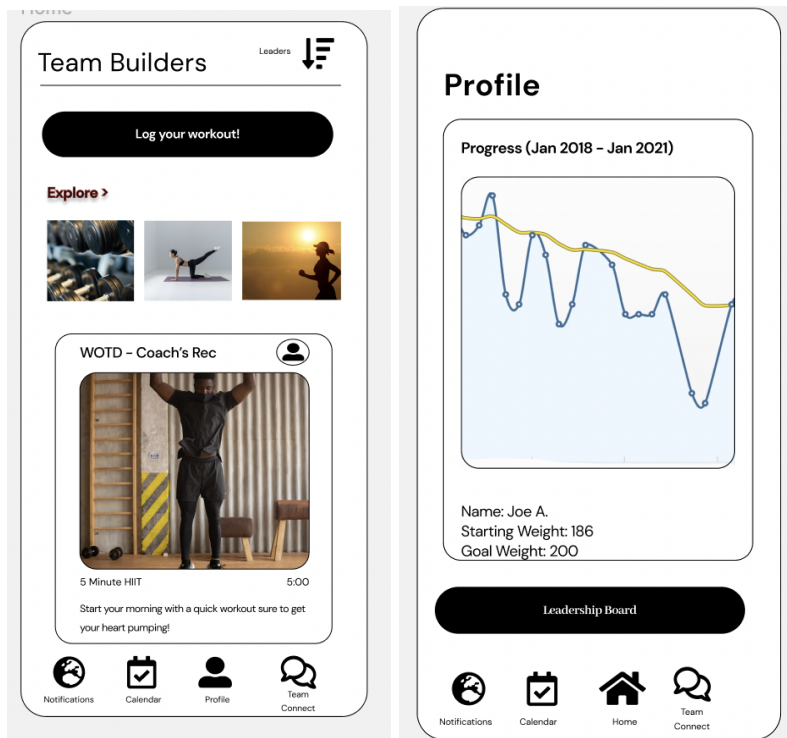 Home
Team Builders
Leaders
Log your workout!
Explore >
WOTD - Coach's Rec
5 Minute HIIT
5:00
Start your morning with a quick workout sure to get
your heart pumping!
Notifications
Calendar
Profile
Team
Connect
Profile
Progress (Jan 2018 - Jan 2021)
Name: Joe A.
Starting Weight: 186
Goal Weight: 200
Leadership Board
Notifications
Calendar
Home
Team
Connect